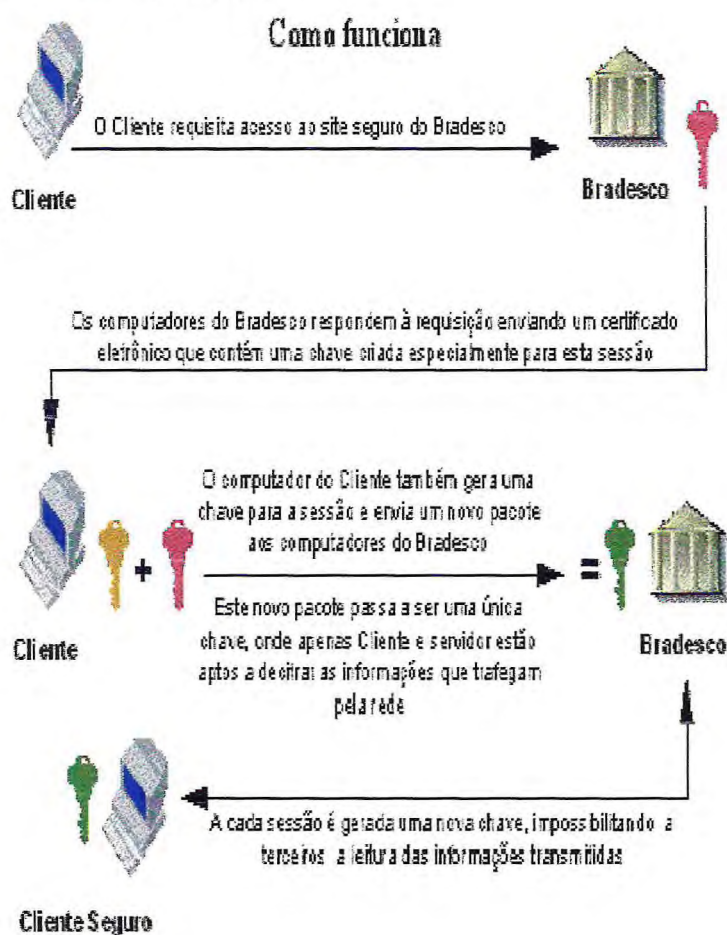 Como funciona
O Cliente requisita acesso ao site seguro do Bradesco
Cliente
Bradesco
Os computadores do Bradesco respondem à requisição enviando um certificado
eletrônico que contém uma chave criada especialmente para esta sessão
O computador do Cliente também gera uma
chave para a sessão e envia um novo pacote
aos computadores do Bradesco
+
=
Este novo pacote passa a ser uma única
chave, onde apenas Cliente e servidor estão
aptos a decifrar as informações que trafegam
pela rede
Cliente
Bradesco
A cada sessão é gerada uma nova chave, impossibilitando a
terceiros a leitura das informações transmitidas
Cliente Seguro